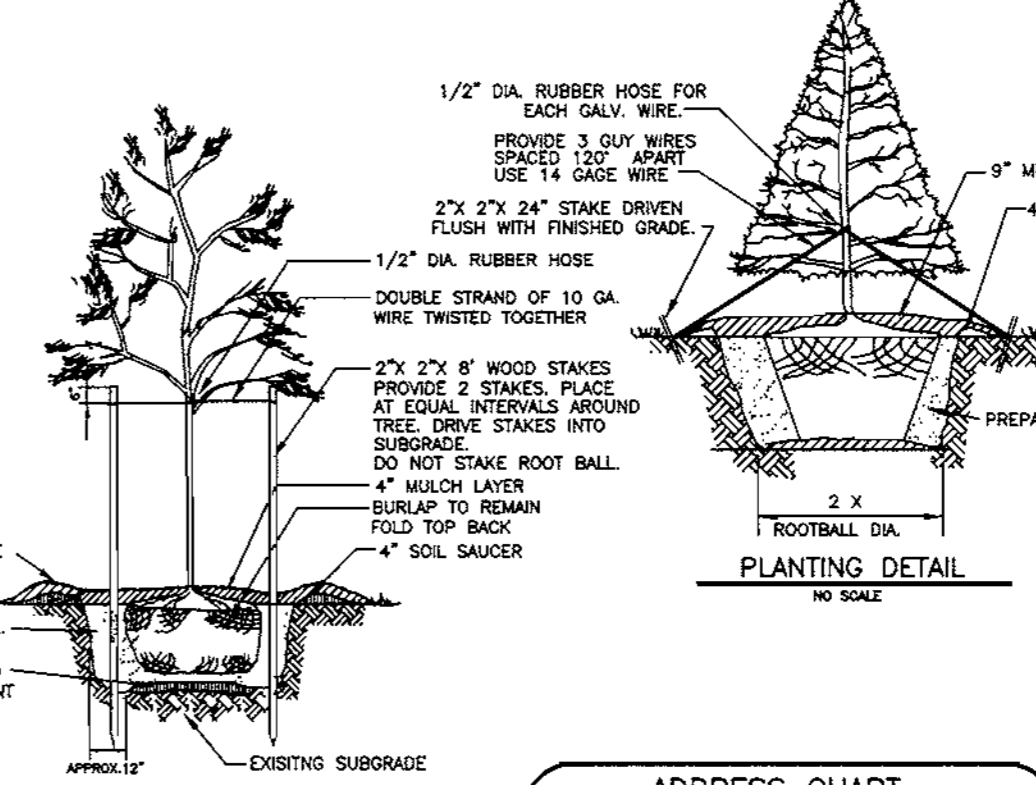 1/2" DIA. RUBBER HOSE FOR
EACH GALV. WIRE.
PROVIDE 3 GUY WIRES
SPACED 120° APART
USE 14 GAGE WIRE
2"X 2"X 24" STAKE DRIVEN
FLUSH WITH FINISHED GRADE.
9" M
4
1/2" DIA. RUBBER HOSE
DOUBLE STRAND OF 10 GA.
WIRE TWISTED TOGETHER
2"X 2"X 8' WOOD STAKES
PROVIDE 2 STAKES. PLACE
AT EQUAL INTERVALS AROUND
TREE. DRIVE STAKES INTO
SUBGRADE.
DO NOT STAKE ROOT BALL.
4" MULCH LAYER
BURLAP TO REMAIN
FOLD TOP BACK
4" SOIL SAUCER
6"
PREPA
2 X
ROOTBALL DIA.
PLANTING DETAIL
NO SCALE
APPROX.12"
EXISITNG SUBGRADE
ADDRESS CHART